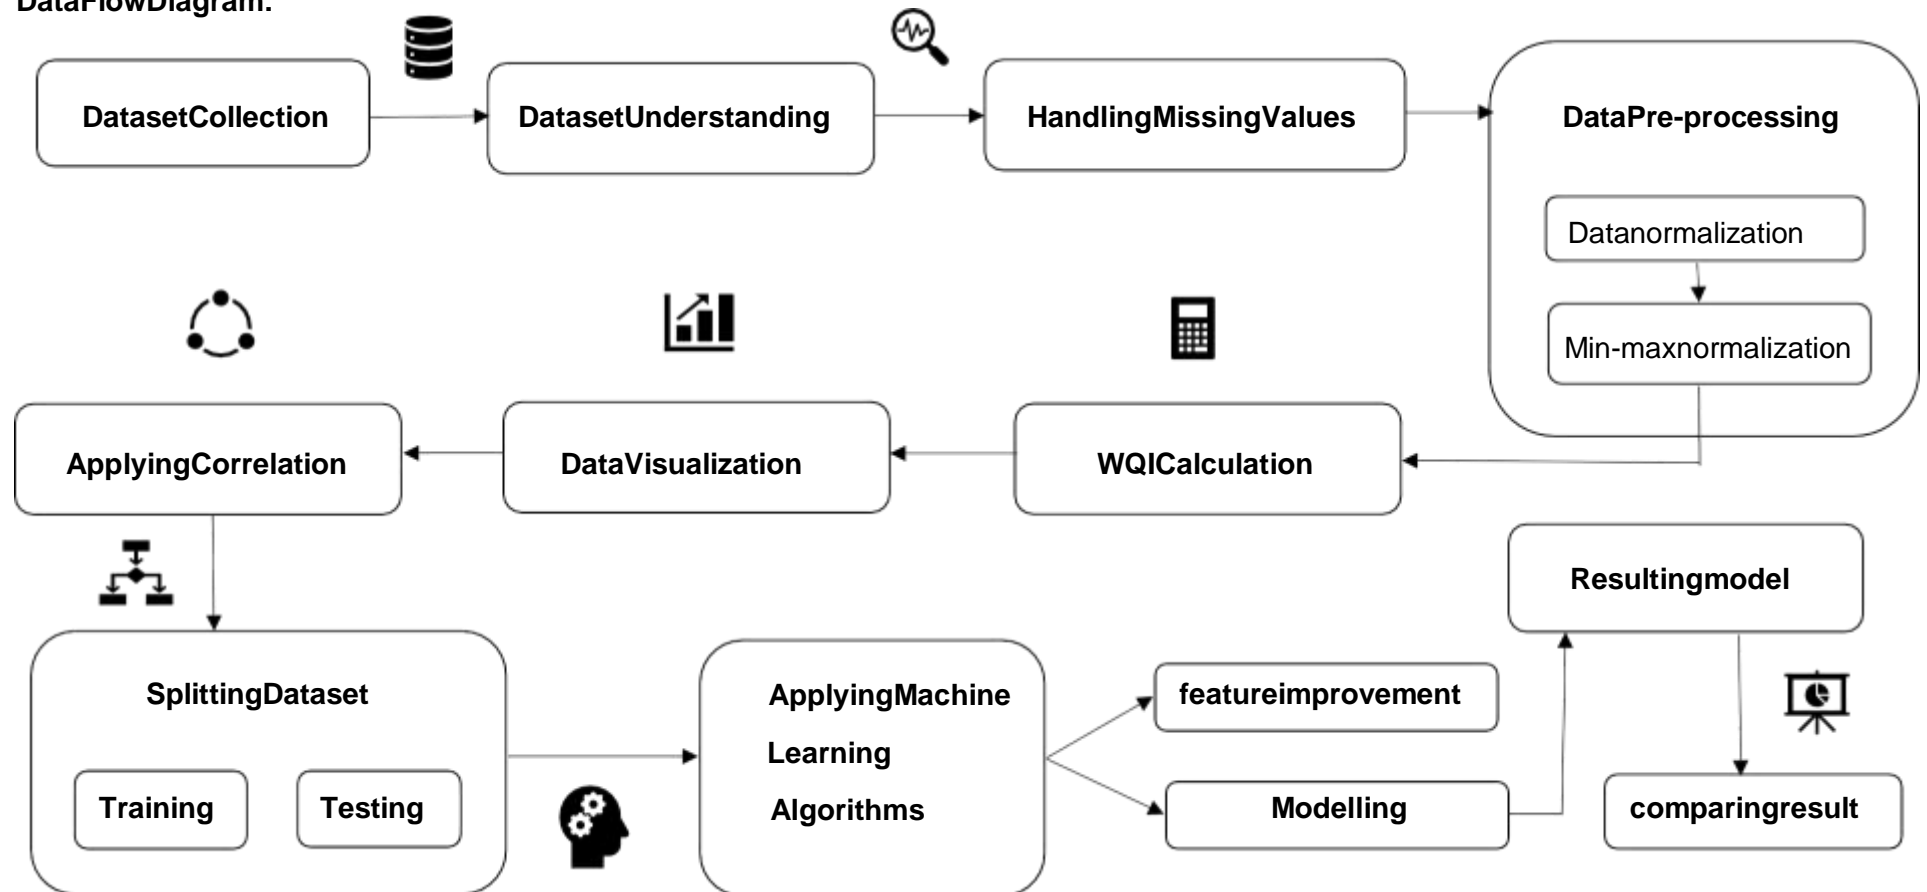 DataFlowDiagram:
DatasetCollection
DatasetUnderstanding
HandlingMissingValues
DataPre-processing
Datanormalization
Min-maxnormalization
WQICalculation
DataVisualization
ApplyingCorrelation
SplittingDataset
Training
Testing
ApplyingMachine
Learning
Algorithms
featureimprovement
Modelling
Resultingmodel
comparingresult